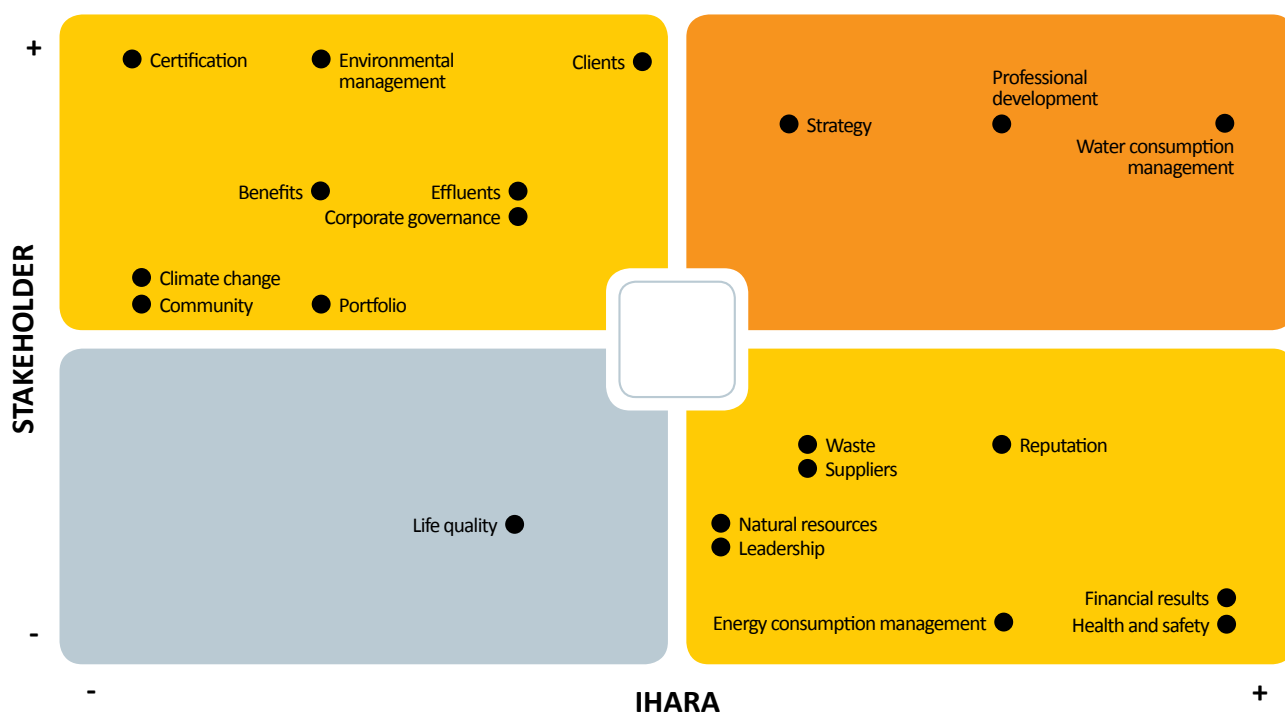 +
Certification
Environmental
management
Clients
Professional
development
Strategy
Water consumption
management
Benefits
Effluents
Corporate governance
Climate change
Community
Portfolio
STAKEHOLDER
Waste
Reputation
Suppliers
Life quality
Natural resources
Leadership
Financial results
Energy consumption management
Health and safety
-
-
IHARA
+